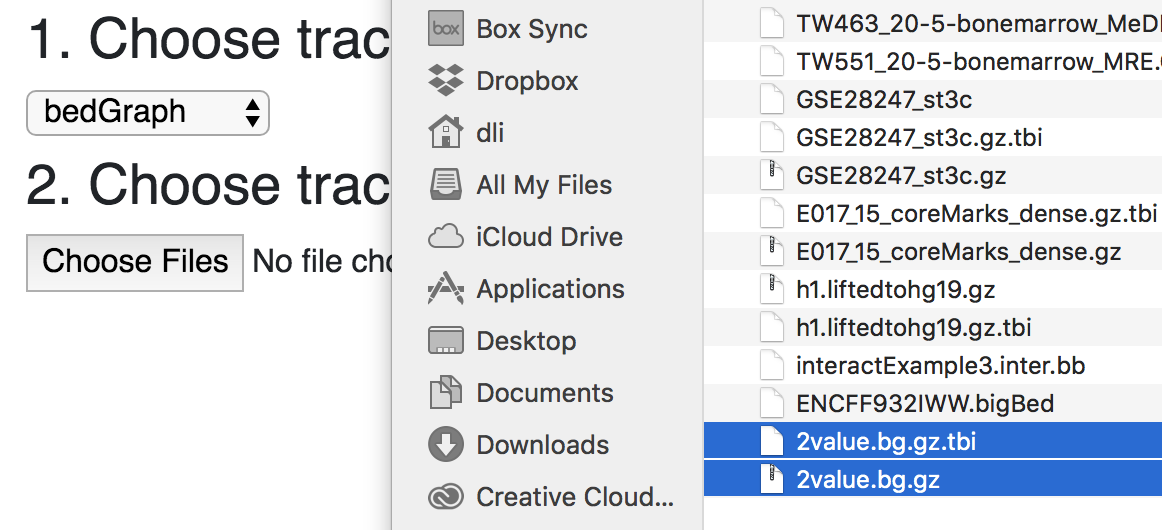 1. Choose trac
bedGraph
2. Choose trac
Choose Files No file cho
box
Box Sync
Dropbox
dli
All My Files
iCloud Drive
Applications
Desktop
Documents
Downloads
Creative Cloud...
TW463_20-5-bonemarrow_MeDI
TW551_20-5-bonemarrow_MRE.
GSE28247_st3c
GSE28247_st3c.gz.tbi
GSE28247_st3c.gz
E017_15_coreMarks_dense.gz.tbi
E017_15_coreMarks_dense.gz
h1.liftedtohg19.gz
h1.liftedtohg19.gz.tbi
interactExample3.inter.bb
ENCFF932IWW.bigBed
2value.bg.gz.tbi
2value.bg.gz